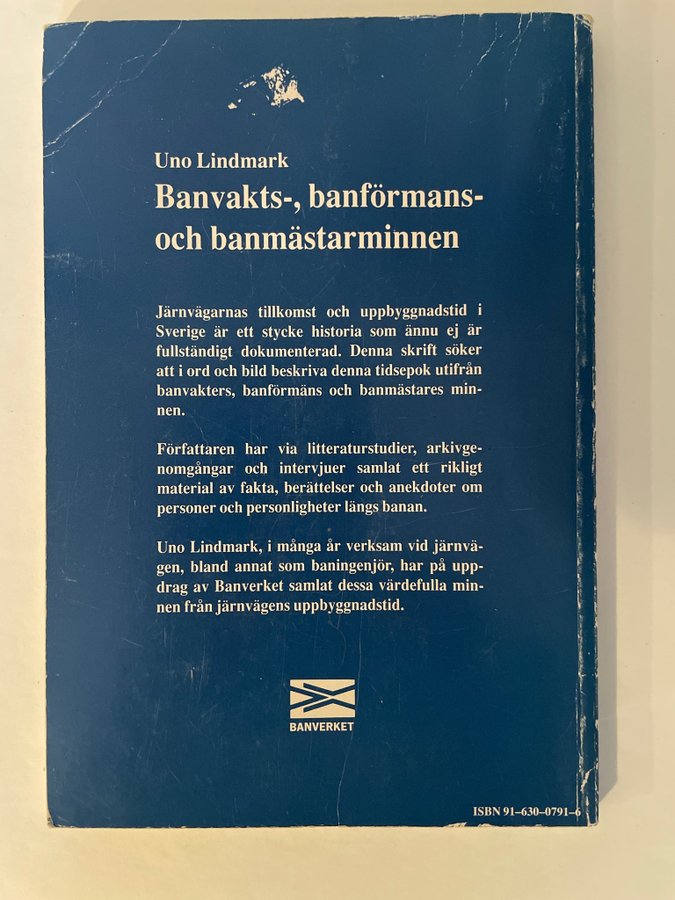 Uno Lindmark
Banvakts-, banförmans-
och banmästarminnen
Järnvägarnas tillkomst och uppbyggnadstid i
Sverige är ett stycke historia som ännu ej är
fullständigt dokumenterad. Denna skrift söker
att i ord och bild beskriva denna tidsepok utifrån
banvakters, banförmäns och banmästares min-
nen.
Författaren har via litteraturstudier, arkivge-
nomgångar och intervjuer samlat ett rikligt
material av fakta, berättelser och anekdoter om
personer och personligheter längs banan.
Uno Lindmark, i många år verksam vid järnvä-
gen, bland annat som baningenjör, har på upp-
drag av Banverket samlat dessa värdefulla min-
nen från järnvägens uppbyggnadstid.
BANVERKET
ISBN 91–630–0791–6